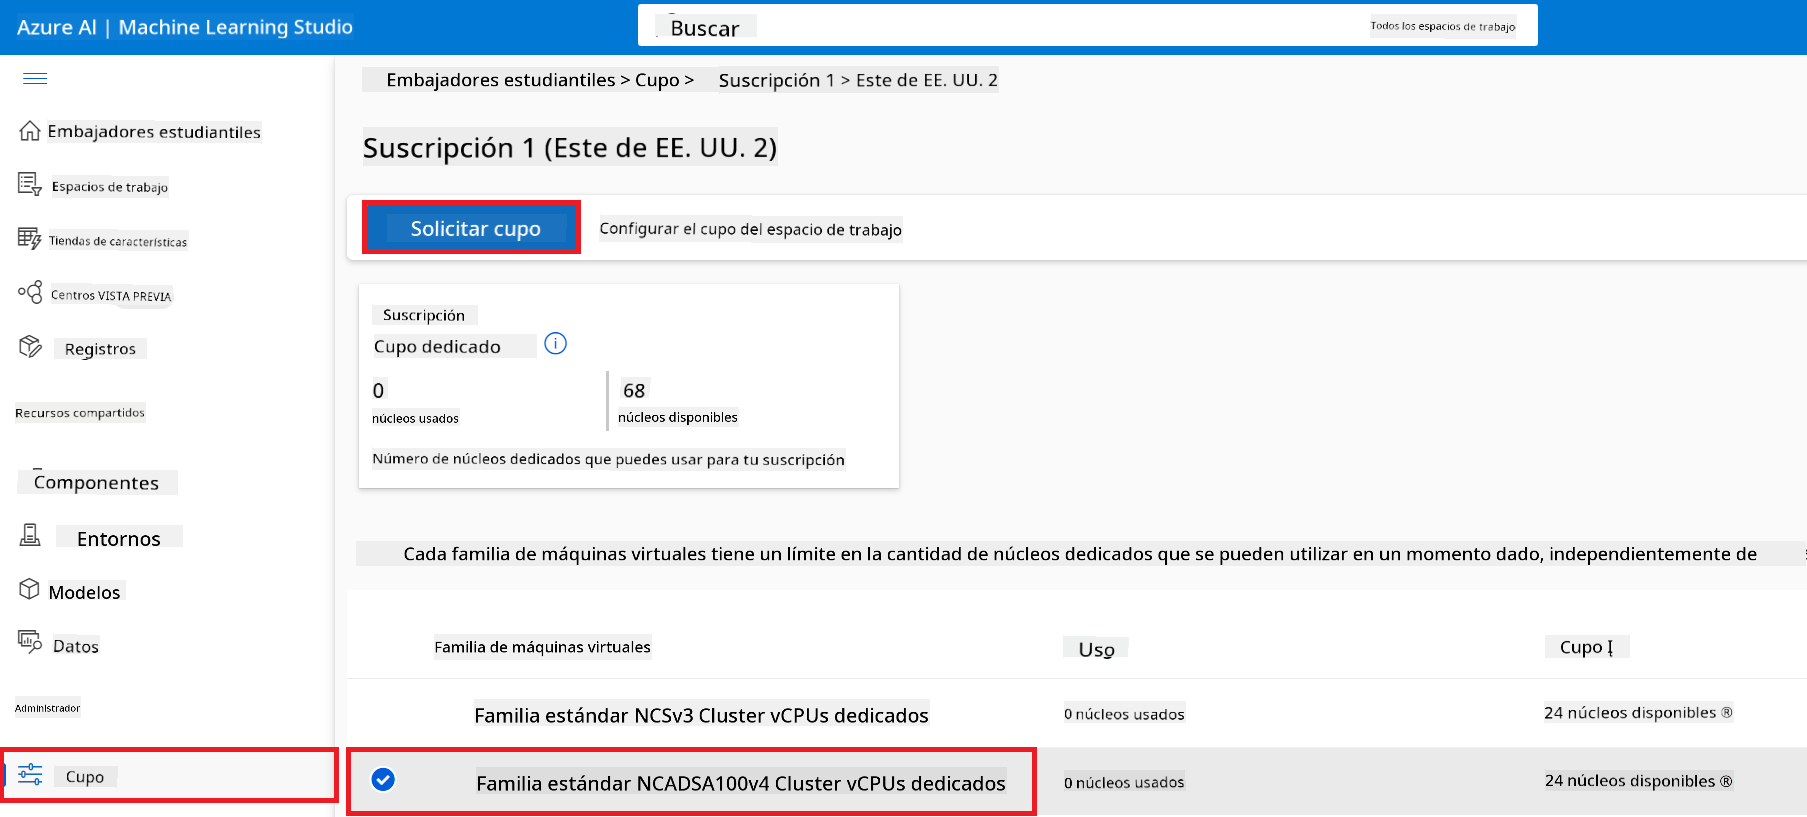 Azure AI | Machine Learning Studio
Buscar
Todos los espacios de trabajo
Embajadores estudiantiles > Cupo > Suscripción 1 > Este de EE. UU. 2
Embajadores estudiantiles
Espacios de trabajo
Tiendas de características
Centros VISTA PREVIA
Registros
Recursos compartidos
Componentes
Entornos
Modelos
Datos
Administrador
Cupo
Suscripción 1 (Este de EE. UU. 2)
Solicitar cupo
Configurar el cupo del espacio de trabajo
Suscripción
Cupo dedicado
0
núcleos usados
68
núcleos disponibles
Número de núcleos dedicados que puedes usar para tu suscripción
Cada familia de máquinas virtuales tiene un límite en la cantidad de núcleos dedicados que se pueden utilizar en un momento dado, independientemente de
Familia de máquinas virtuales
Uso
Cupo
Familia estándar NCSv3 Cluster vCPUs dedicados
0 núcleos usados
24 núcleos disponibles ®
Familia estándar NCADSA100v4 Cluster vCPUs dedicados
0 núcleos usados
24 núcleos disponibles ®